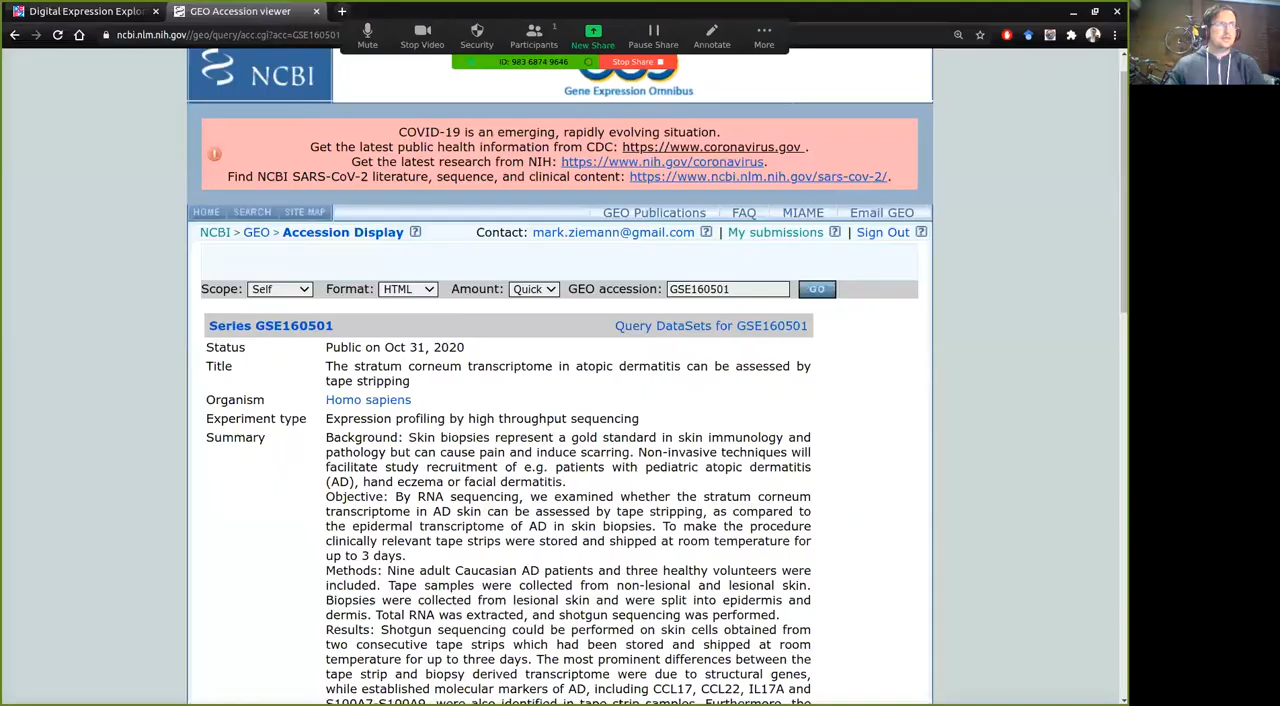 Digital Expression Explor
GEO Accession viewer
ncbi.nlm.nih.gov//geo/query/acc.cgi?acc=GSE160501
Mute
Stop Video
Security
Participants
1
New Share
Pause Share
Annotate
More
ID: 983 6874 9646
Stop Share
NCBI
Gene Expression Omnibus
COVID-19 is an emerging, rapidly evolving situation.
Get the latest public health information from CDC: https://www.coronavirus.gov .
Get the latest research from NIH: https://www.nih.gov/coronavirus.
Find NCBI SARS-CoV-2 literature, sequence, and clinical content: https://www.ncbi.nlm.nih.gov/sars-cov-2/.
HOME SEARCH SITE MAP GEO Publications FAQ MIAME Email GEO
NCBI > GEO > Accession Display ? Contact: mark.ziemann@gmail.com ? | My submissions ? | Sign Out ?
Scope: Self Format: HTML Amount: Quick GEO accession: GSE160501 GO
Series GSE160501 Query DataSets for GSE160501
Status Public on Oct 31, 2020
Title The stratum corneum transcriptome in atopic dermatitis can be assessed by
tape stripping
Organism Homo sapiens
Experiment type Expression profiling by high throughput sequencing
Summary Background: Skin biopsies represent a gold standard in skin immunology and
pathology but can cause pain and induce scarring. Non-invasive techniques will
facilitate study recruitment of e.g. patients with pediatric atopic dermatitis
(AD), hand eczema or facial dermatitis.
Objective: By RNA sequencing, we examined whether the stratum corneum
transcriptome in AD skin can be assessed by tape stripping, as compared to
the epidermal transcriptome of AD in skin biopsies. To make the procedure
clinically relevant tape strips were stored and shipped at room temperature for
up to 3 days.
Methods: Nine adult Caucasian AD patients and three healthy volunteers were
included. Tape samples were collected from non-lesional and lesional skin.
Biopsies were collected from lesional skin and were split into epidermis and
dermis. Total RNA was extracted, and shotgun sequencing was performed.
Results: Shotgun sequencing could be performed on skin cells obtained from
two consecutive tape strips which had been stored and shipped at room
temperature for up to three days. The most prominent differences between the
tape strip and biopsy derived transcriptome were due to structural genes,
while established molecular markers of AD, including CCL17, CCL22, IL17A and
S100A7-S100A9, were also identified in tape strip samples. Furthermore, the